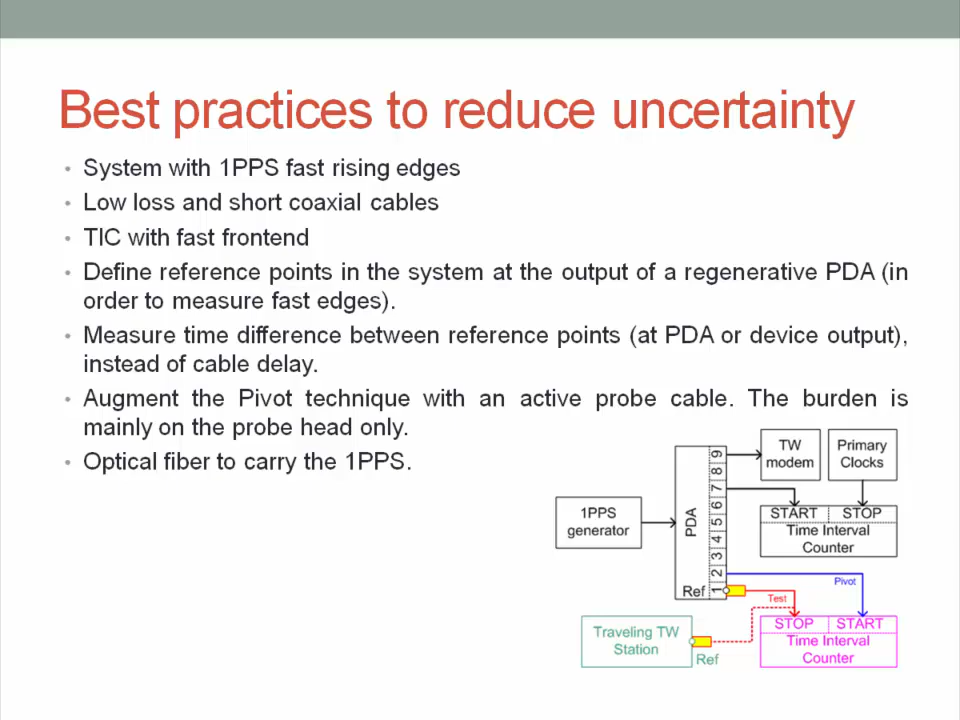 Best practices to reduce uncertainty
• System with 1PPS fast rising edges
• Low loss and short coaxial cables
• TIC with fast frontend
• Define reference points in the system at the output of a regenerative PDA (in
order to measure fast edges).
• Measure time difference between reference points (at PDA or device output),
instead of cable delay.
• Augment the Pivot technique with an active probe cable. The burden is
mainly on the probe head only.
• Optical fiber to carry the 1PPS.
1PPS
generator
PDA
Ref
9
8
7
6
5
4
3
2
1
TW
modem
Primary
Clocks
START STOP
Time Interval
Counter
Pivot
Test
STOP START
Time Interval
Counter
Traveling TW
Station
Ref